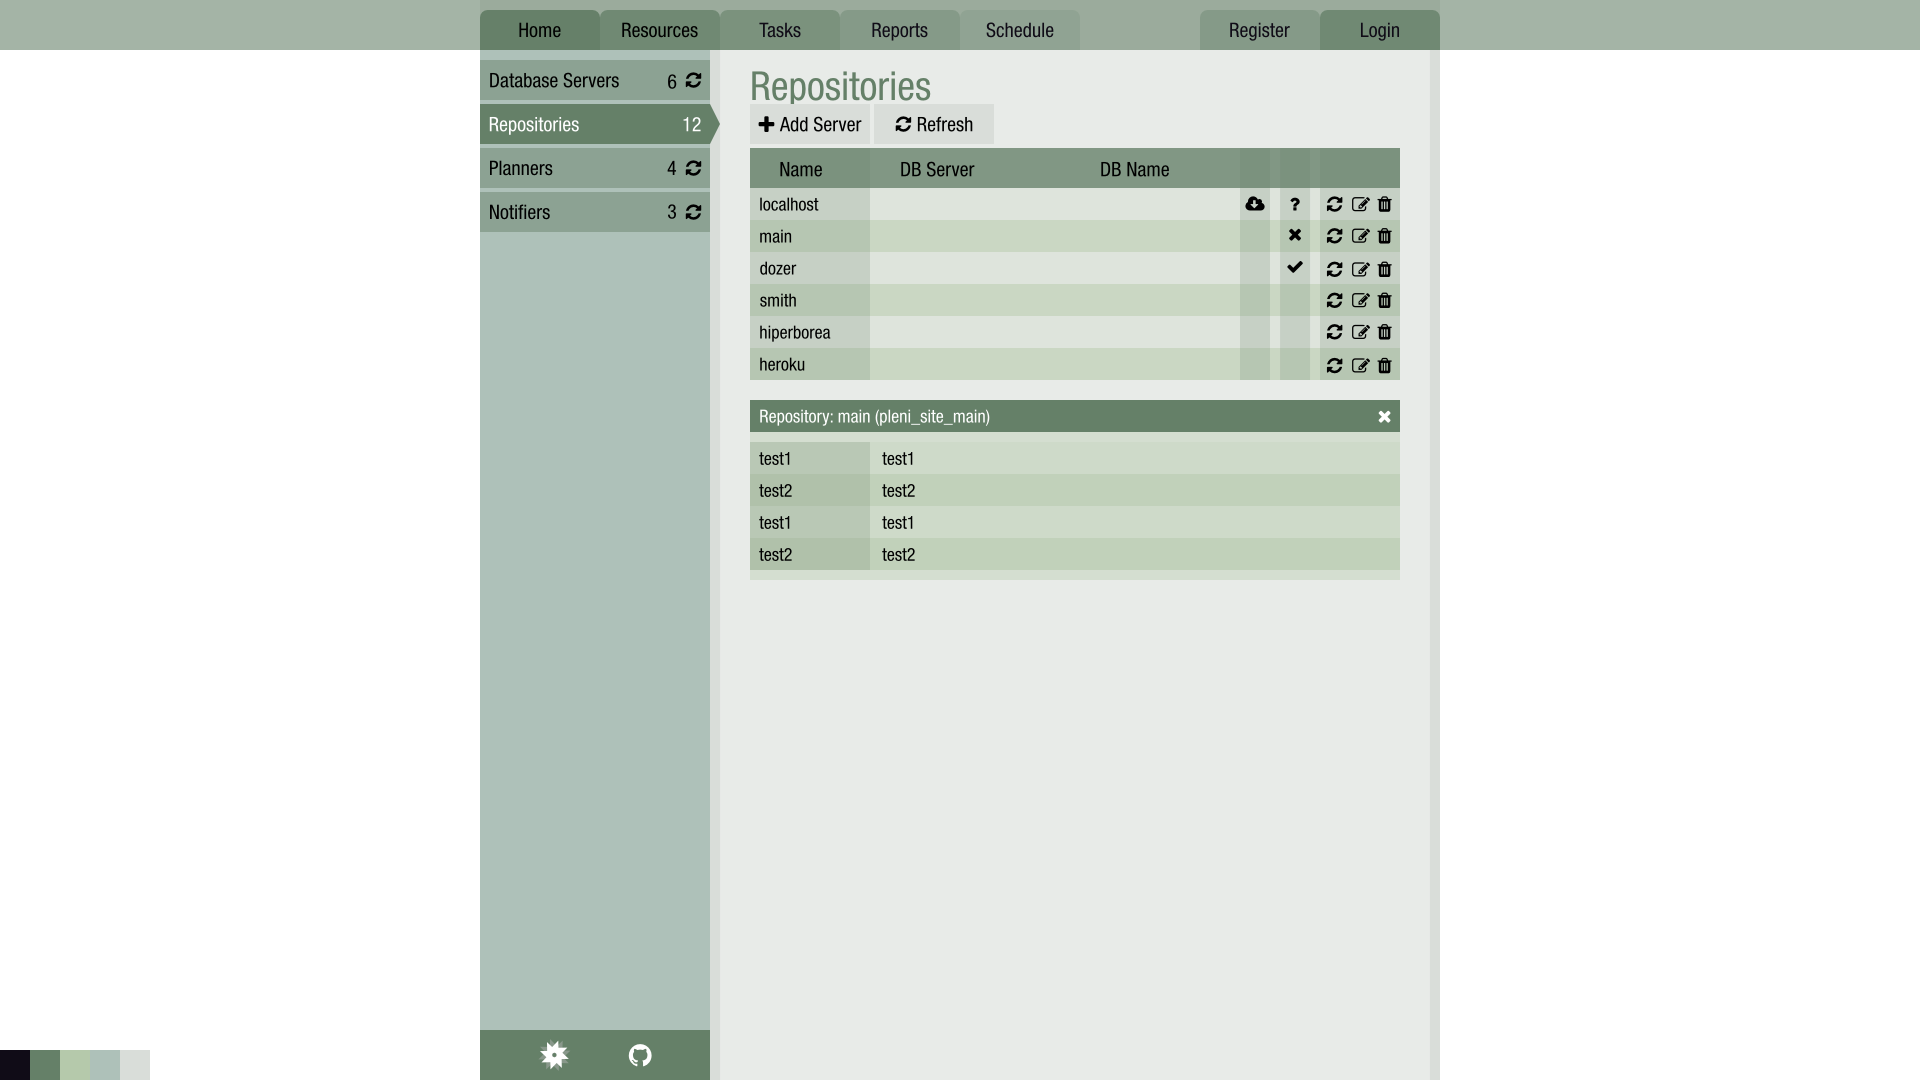 Home Resources Tasks Reports Schedule Register Login
Database Servers 6
Repositories 12
Planners 4
Notifiers 3
Repositories
Add Server Refresh
Name DB Server DB Name
localhost ?
main
dozer
smith
hiperborea
heroku
Repository: main (pleni_site_main)
test1 test1
test2 test2
test1 test1
test2 test2